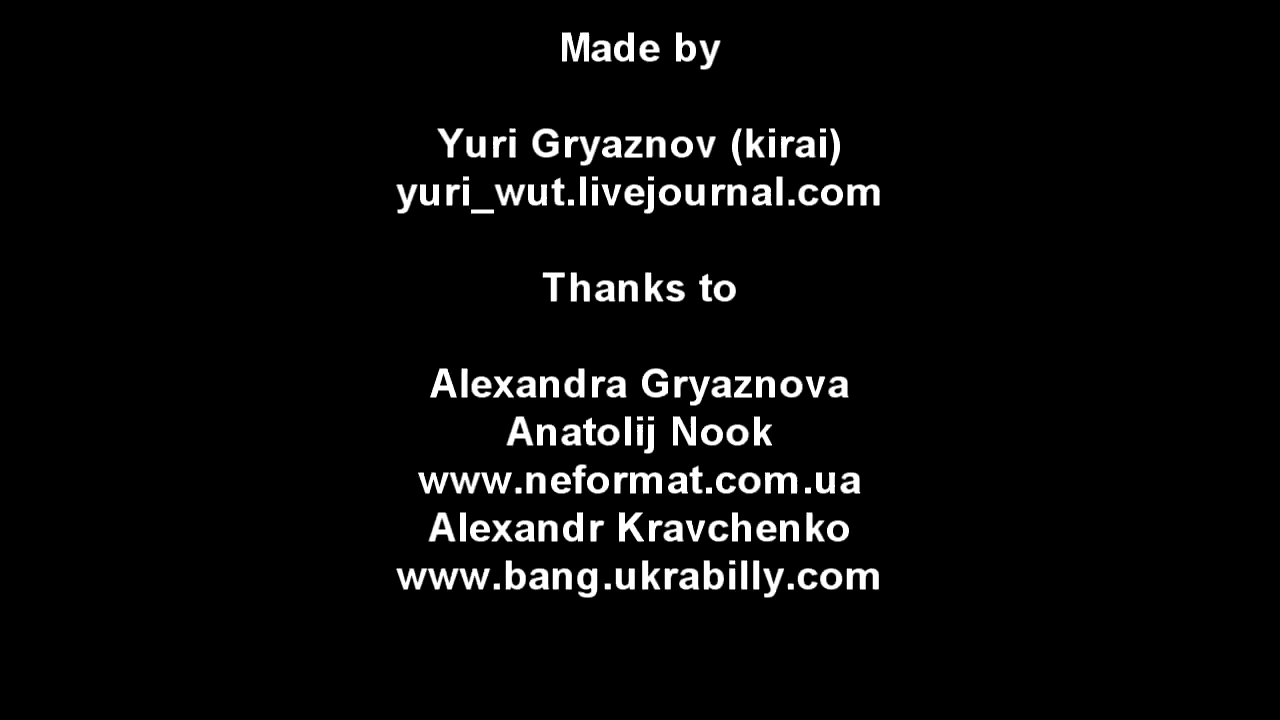 Made by
Yuri Gryaznov (kirai)
yuri_wut.livejournal.com
Thanks to
Alexandra Gryaznova
Anatolij Nook
www.neformat.com.ua
Alexandr Kravchenko
www.bang.ukrabilly.com